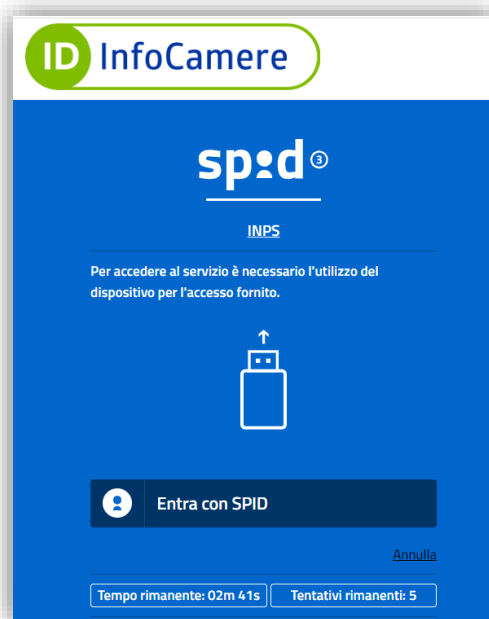 ID InfoCamere
spid 3
INPS
Per accedere al servizio è necessario l'utilizzo del
dispositivo per l'accesso fornito.
Entra con SPID
Annulla
Tempo rimanente: 02m 41s Tentativi rimanenti: 5